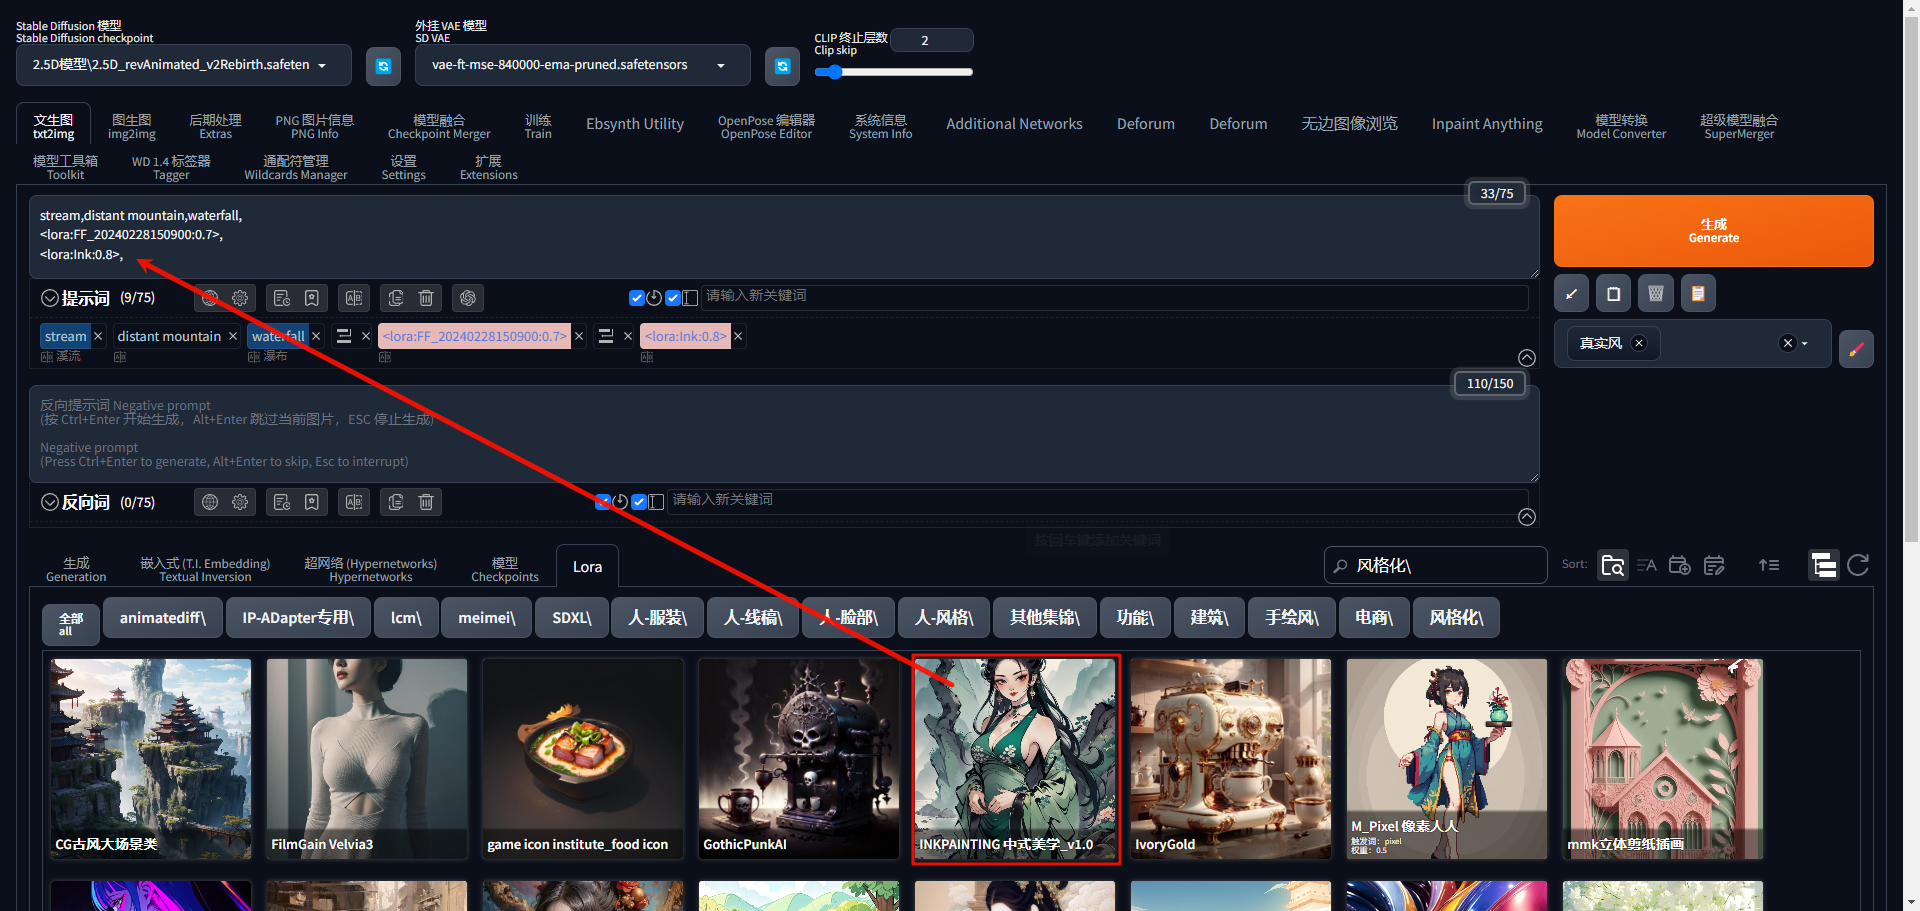 Stable Diffusion 模型
Stable Diffusion checkpoint
2.5D模型\2.5D_revAnimated_v2Rebirth.safeten
外挂 VAE 模型
SD VAE
vae-ft-mse-840000-ema-pruned.safetensors
CLIP 终止层数
Clip skip
2
文生图
txt2img
图生图
img2img
后期处理
Extras
PNG 图片信息
PNG Info
模型融合
Checkpoint Merger
训练
Train
Ebsynth Utility
OpenPose 编辑器
OpenPose Editor
系统信息
System Info
Additional Networks
Deforum
Deforum
无边图像浏览
Inpaint Anything
模型转换
Model Converter
超级模型融合
SuperMerger
模型工具箱
Toolkit
WD 1.4 标签器
Tagger
通配符管理
Wildcards Manager
设置
Settings
扩展
Extensions
33/75
stream,distant mountain,waterfall,
<lora:FF_20240228150900:0.7>,
<lora:Ink:0.8>,
生成
Generate
提示词 (9/75)
请输入新关键词
stream
distant mountain
waterfall
<lora:FF_20240228150900:0.7>
<lora:Ink:0.8>
溪流
瀑布
真实风
110/150
反向提示词 Negative prompt
(按 Ctrl+Enter 开始生成，Alt+Enter 跳过当前图片，ESC 停止生成)
Negative prompt
(Press Ctrl+Enter to generate, Alt+Enter to skip, Esc to interrupt)
反向词 (0/75)
请输入新关键词
按回车键添加关键词
生成
Generation
嵌入式 (T.I. Embedding)
Textual Inversion
超网络 (Hypernetworks)
Hypernetworks
模型
Checkpoints
Lora
风格化\
Sort:
全部
all
animatediff\
IP-ADapter专用\
lcm\
meimei\
SDXL\
人-服装\
人-线稿\
人-脸部\
人-风格\
其他集锦\
功能\
建筑\
手绘风\
电商\
风格化\
CG古风大场景类
FilmGain Velvia3
game icon institute_food icon
GothicPunkAI
INKPAINTING 中式美学_v1.0
IvoryGold
M_Pixel 像素人人
触发词：pixel
权重：0.5
mmk立体剪纸插画